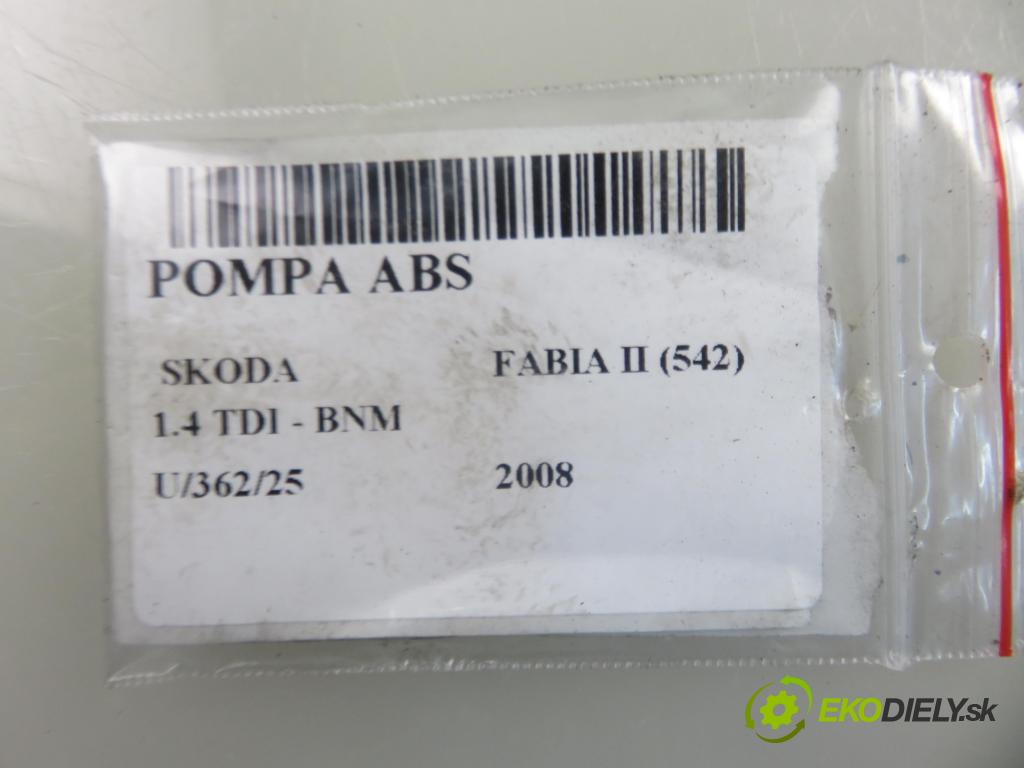 POMPA ABS
SKODA FABIA II (542)
1.4 TDI - BNM
U/362/25 2008
EKODIELY.sk